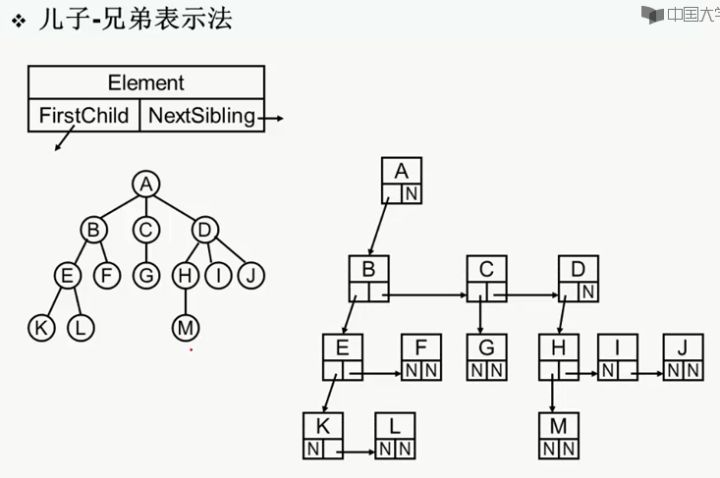 ❖ 儿子-兄弟表示法
中国大学
Element
FirstChild NextSibling
A
B C D
E F G H I J
K L M
A
N
B C D
N
E F G H I J
N N N N N N N
K L M
N N N N N